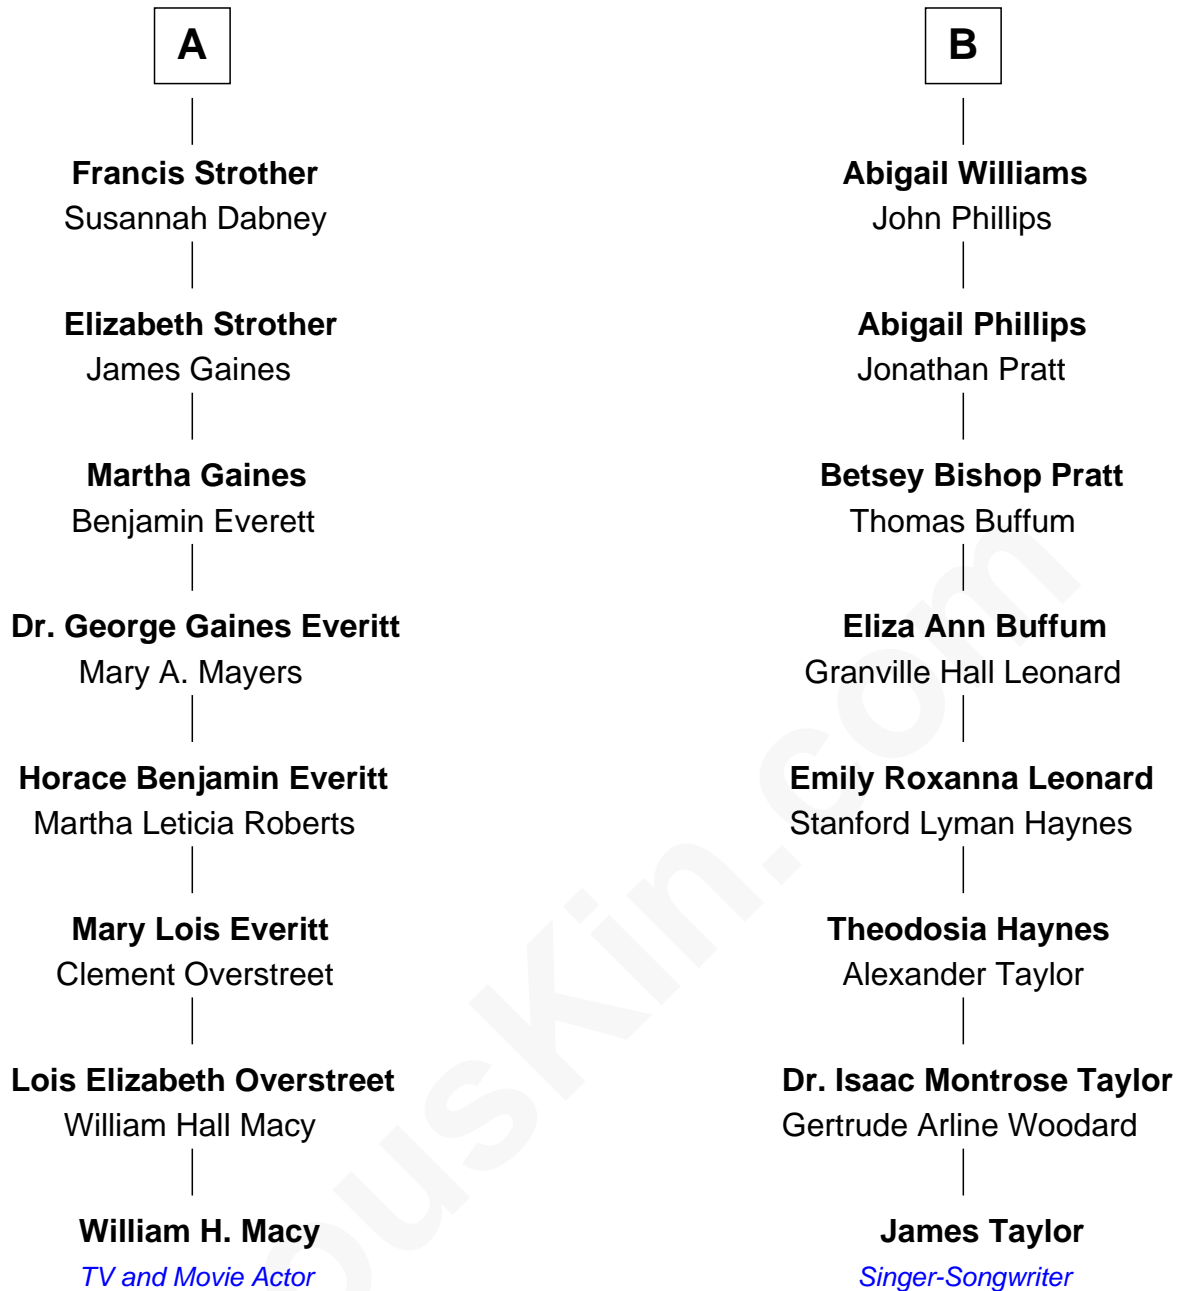 A
Francis Strother
Susannah Dabney
Elizabeth Strother
James Gaines
Martha Gaines
Benjamin Everett
Dr. George Gaines Everitt
Mary A. Mayers
Horace Benjamin Everitt
Martha Leticia Roberts
Mary Lois Everitt
Clement Overstreet
Lois Elizabeth Overstreet
William Hall Macy
William H. Macy
TV and Movie Actor
B
Abigail Williams
John Phillips
Abigail Phillips
Jonathan Pratt
Betsey Bishop Pratt
Thomas Buffum
Eliza Ann Buffum
Granville Hall Leonard
Emily Roxanna Leonard
Stanford Lyman Haynes
Theodosia Haynes
Alexander Taylor
Dr. Isaac Montrose Taylor
Gertrude Arline Woodard
James Taylor
Singer-Songwriter
ousKin.com